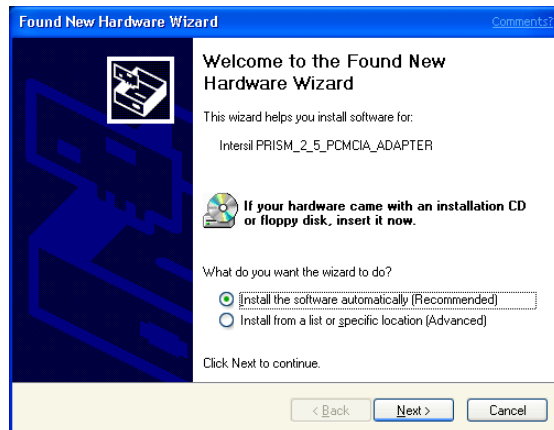 Found New Hardware Wizard
Comments?
Welcome to the Found New
Hardware Wizard
This wizard helps you install software for:
Intersil PRISM_2_5_PCMCIA_ADAPTER
If your hardware came with an installation CD
or floppy disk, insert it now.
What do you want the wizard to do?
Install the software automatically (Recommended)
Install from a list or specific location (Advanced)
Click Next to continue.
< Back
Next >
Cancel